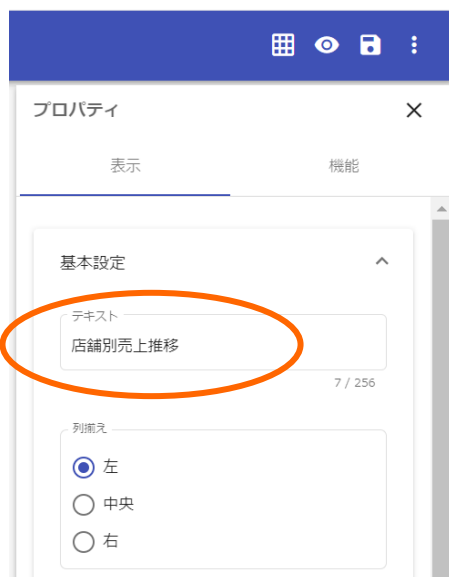 プロパティ
表示 機能
基本設定
テキスト
店舗別売上推移
7 / 256
列揃え
左
中央
右